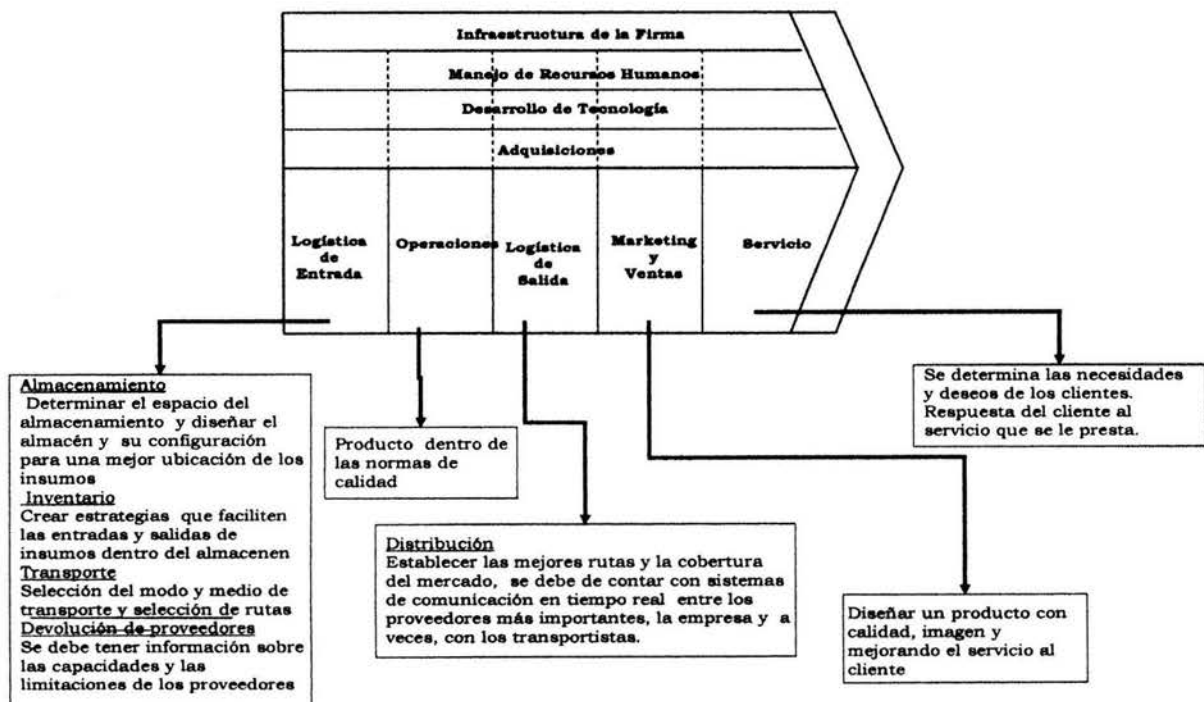 Infraestructura de la Firma
Manejo de Recursos Humanos
Desarrollo de Tecnología
Adquisiciones
Logística
de
Entrada
Operaciones
Logística
de
Salida
Marketing
y
Ventas
Servicio
Almacenamiento
Determinar el espacio del
almacenamiento y diseñar el
almacén y su configuración
para una mejor ubicación de los
insumos
Inventario
Crear estrategias que faciliten
las entradas y salidas de
insumos dentro del almacenen
Transporte
Selección del modo y medio de
transporte y selección de rutas
Devolución de proveedores
Se debe tener información sobre
las capacidades y las
limitaciones de los proveedores
Producto dentro de
las normas de
calidad
Distribución
Establecer las mejores rutas y la cobertura
del mercado, se debe de contar con sistemas
de comunicación en tiempo real entre los
proveedores más importantes, la empresa y a
veces, con los transportistas.
Se determina las necesidades
y deseos de los clientes.
Respuesta del cliente al
servicio que se le presta.
Diseñar un producto con
calidad, imagen y
mejorando el servicio al
cliente